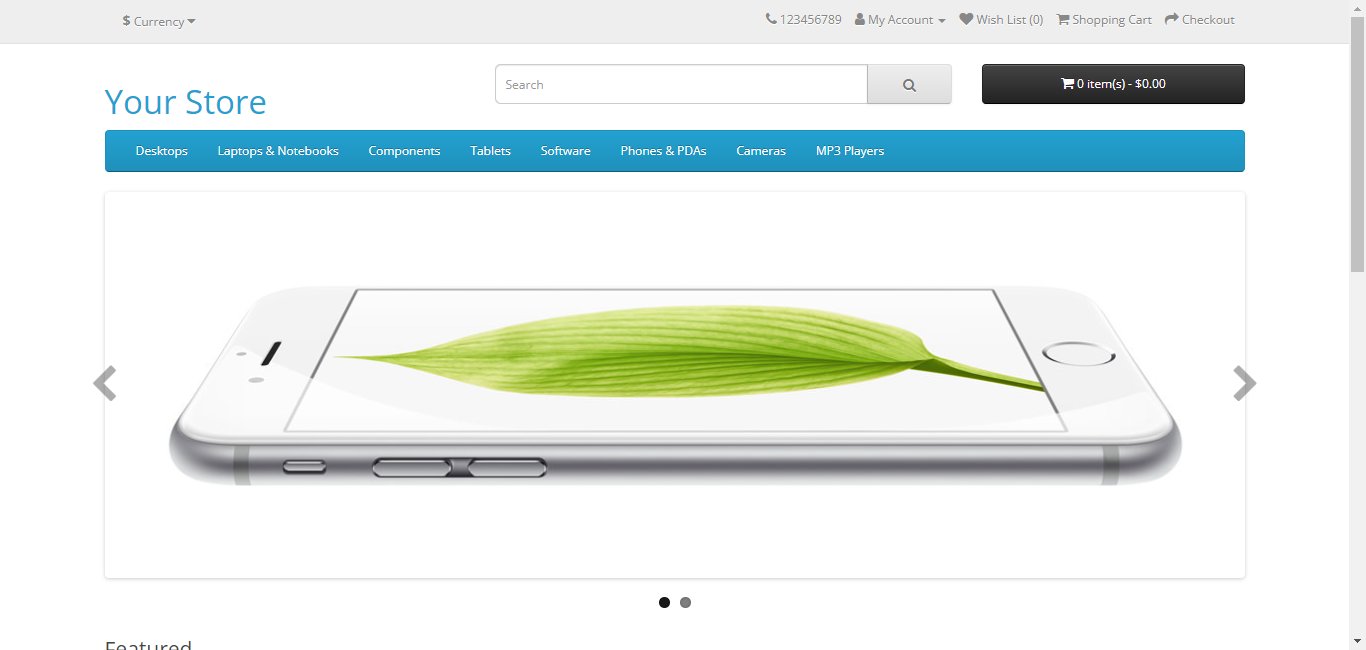 $ Currency
123456789 My Account Wish List (0) Shopping Cart Checkout
Your Store
Search
0 item(s) - $0.00
Desktops Laptops & Notebooks Components Tablets Software Phones & PDAs Cameras MP3 Players
Featured